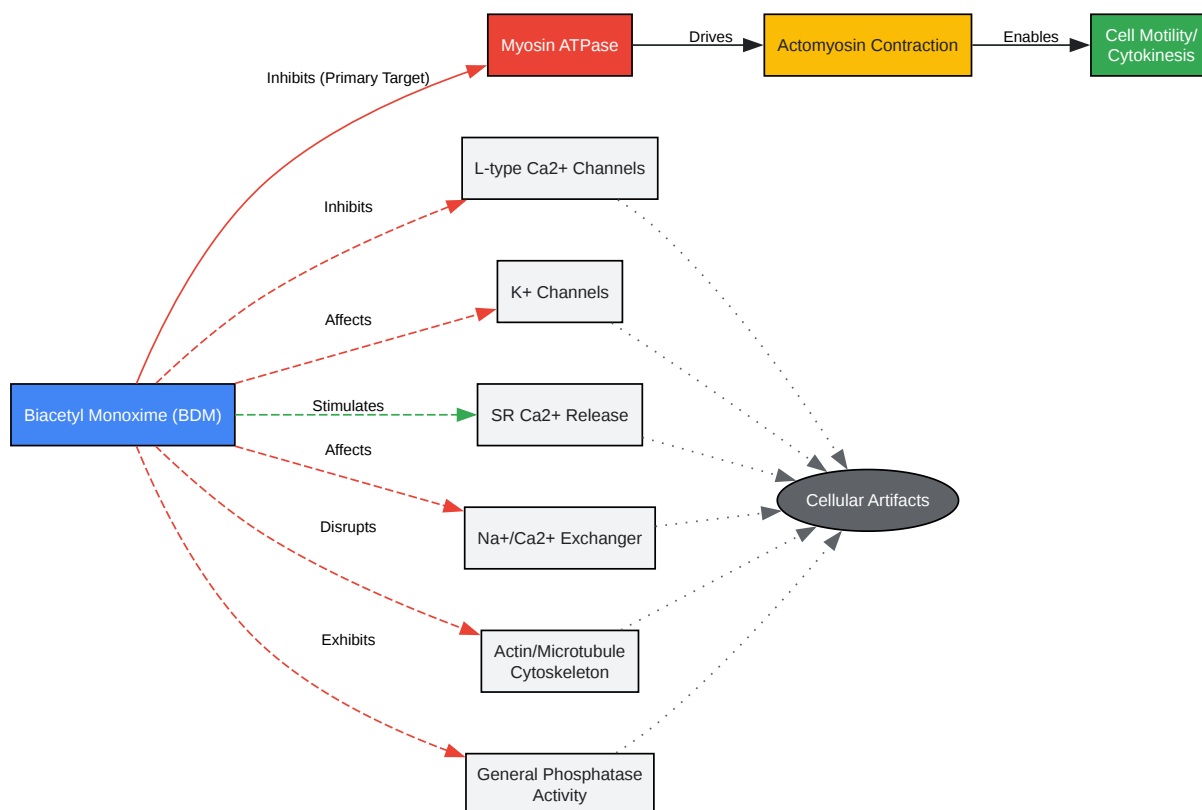 Myosin ATPase
Drives
Actomyosin Contraction
Enables
Cell Motility/
Cytokinesis
Inhibits (Primary Target)
L-type Ca2+ Channels
Inhibits
K+ Channels
Affects
Biacetyl Monoxime (BDM)
Stimulates
SR Ca2+ Release
Affects
Na+/Ca2+ Exchanger
Cellular Artifacts
Disrupts
Actin/Microtubule
Cytoskeleton
Exhibits
General Phosphatase
Activity